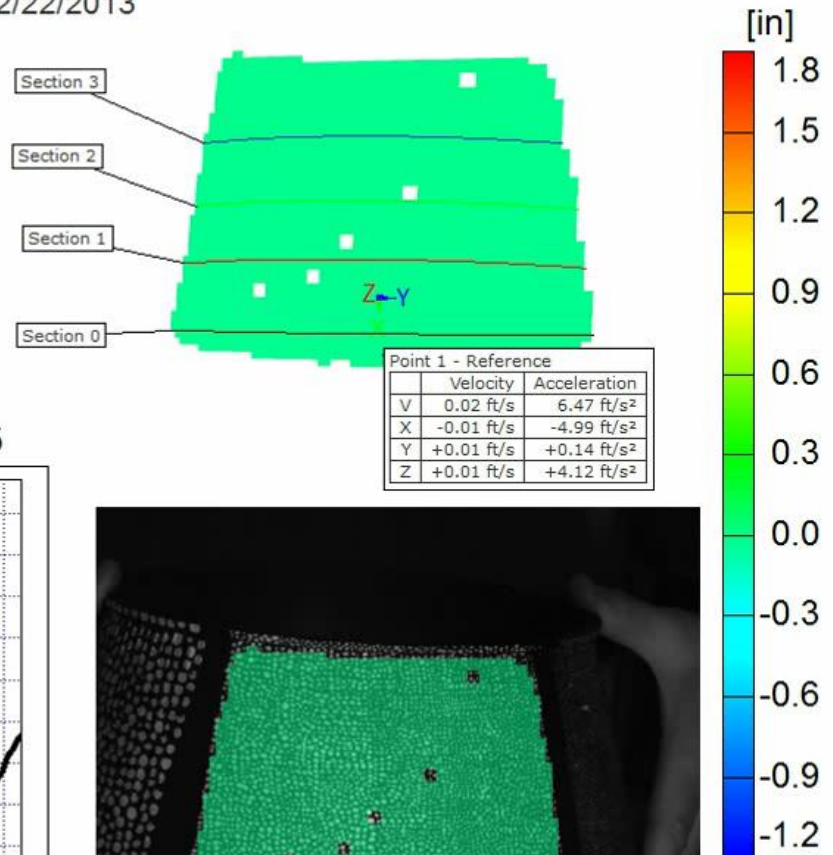 2/22/2013
[in]
Section 3
Section 2
Section 1
Section 0
Z
Y
X
Point 1 - Reference
Velocity Acceleration
V 0.02 ft/s 6.47 ft/s²
X -0.01 ft/s -4.99 ft/s²
Y +0.01 ft/s +0.14 ft/s²
Z +0.01 ft/s +4.12 ft/s²
1.8
1.5
1.2
0.9
0.6
0.3
0.0
-0.3
-0.6
-0.9
-1.2